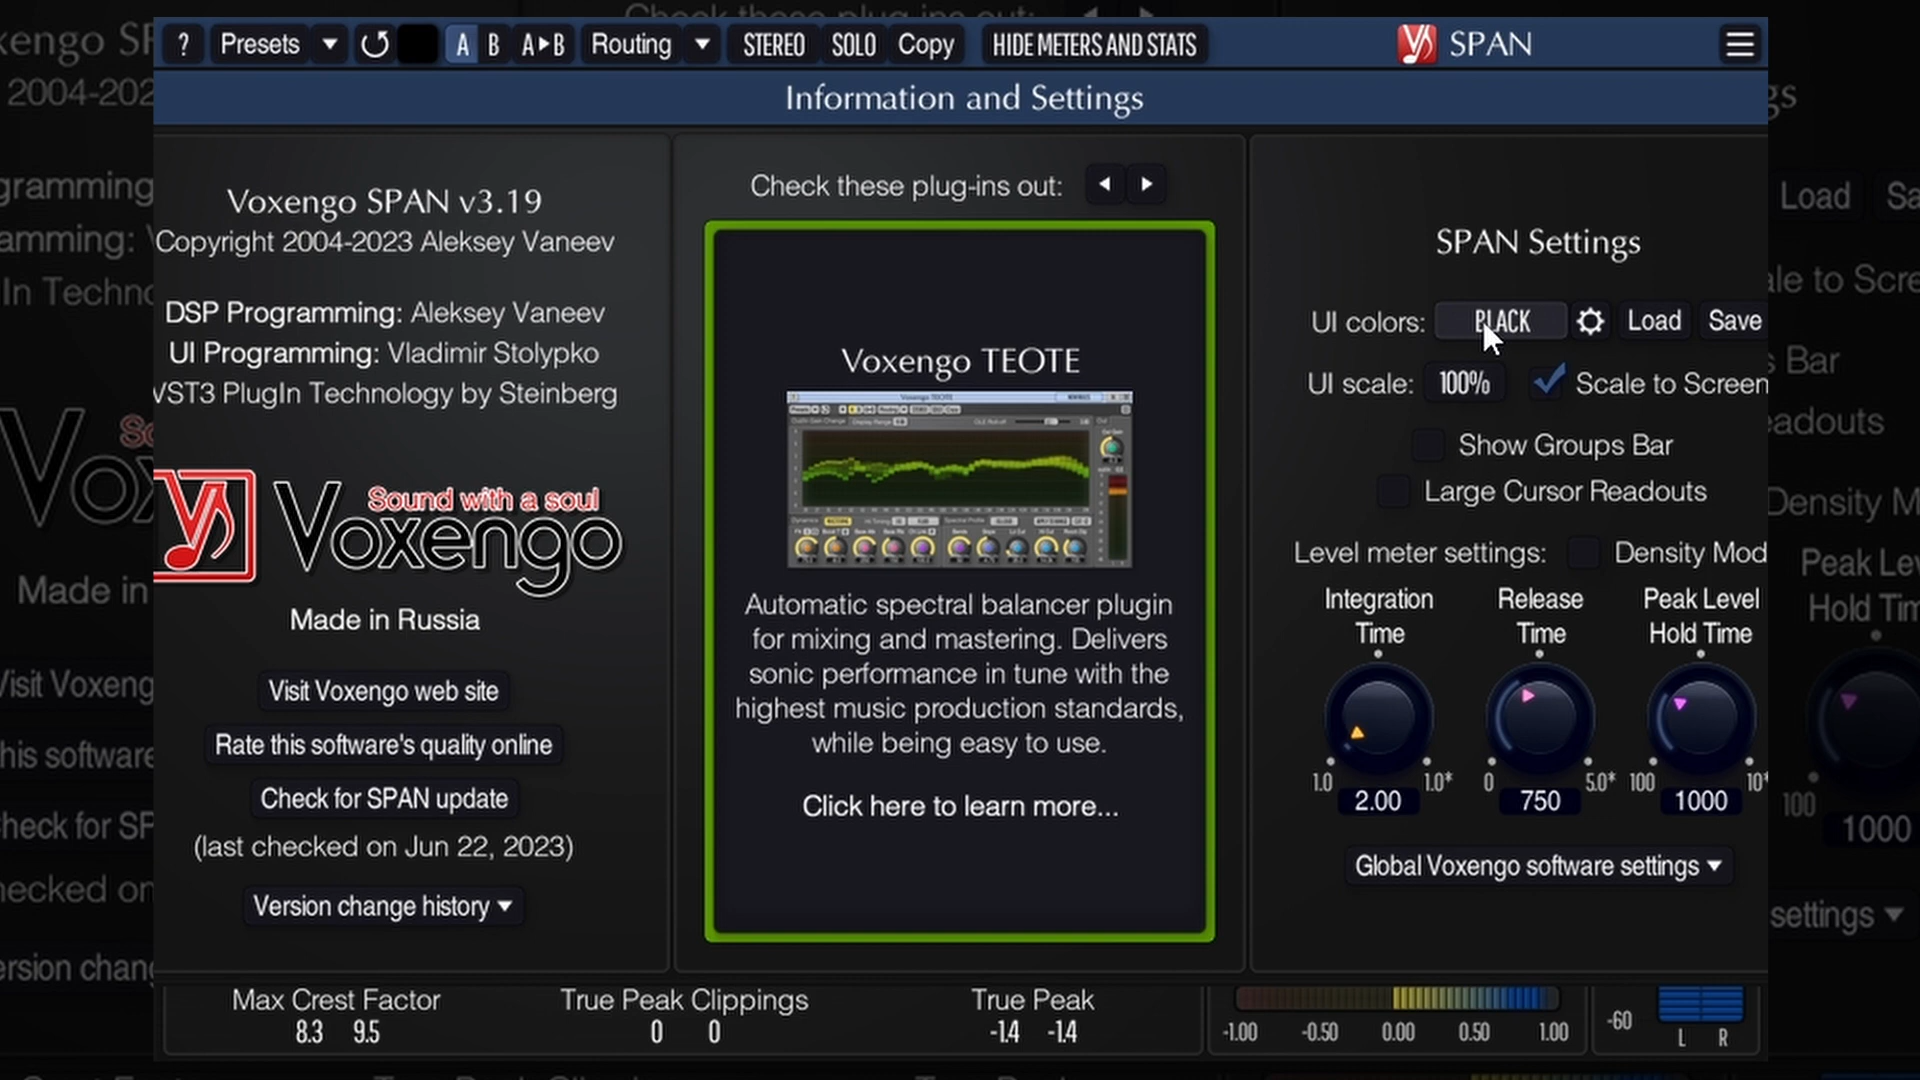 ? Presets A B A▸B Routing STEREO SOLO Copy HIDE METERS AND STATS SPAN
Information and Settings
Voxengo SPAN v3.19
Copyright 2004-2023 Aleksey Vaneev
DSP Programming: Aleksey Vaneev
UI Programming: Vladimir Stolypko
VST3 PlugIn Technology by Steinberg
Sound with a soul
Voxengo
Made in Russia
Visit Voxengo web site
Rate this software's quality online
Check for SPAN update
(last checked on Jun 22, 2023)
Version change history
Check these plug-ins out:
Voxengo TEOTE
Automatic spectral balancer plugin
for mixing and mastering. Delivers
sonic performance in tune with the
highest music production standards,
while being easy to use.
Click here to learn more...
SPAN Settings
UI colors: BLACK Load Save
UI scale: 100% Scale to Screen
Show Groups Bar
Large Cursor Readouts
Level meter settings: Density Mod
Integration Time
Release Time
Peak Level Hold Time
1.0 1.0* 0 5.0* 100 10*
2.00 750 1000
Global Voxengo software settings
Max Crest Factor
8.3 9.5
True Peak Clippings
0 0
True Peak
-1.4 -1.4
-1.00 -0.50 0.00 0.50 1.00
-60
L R